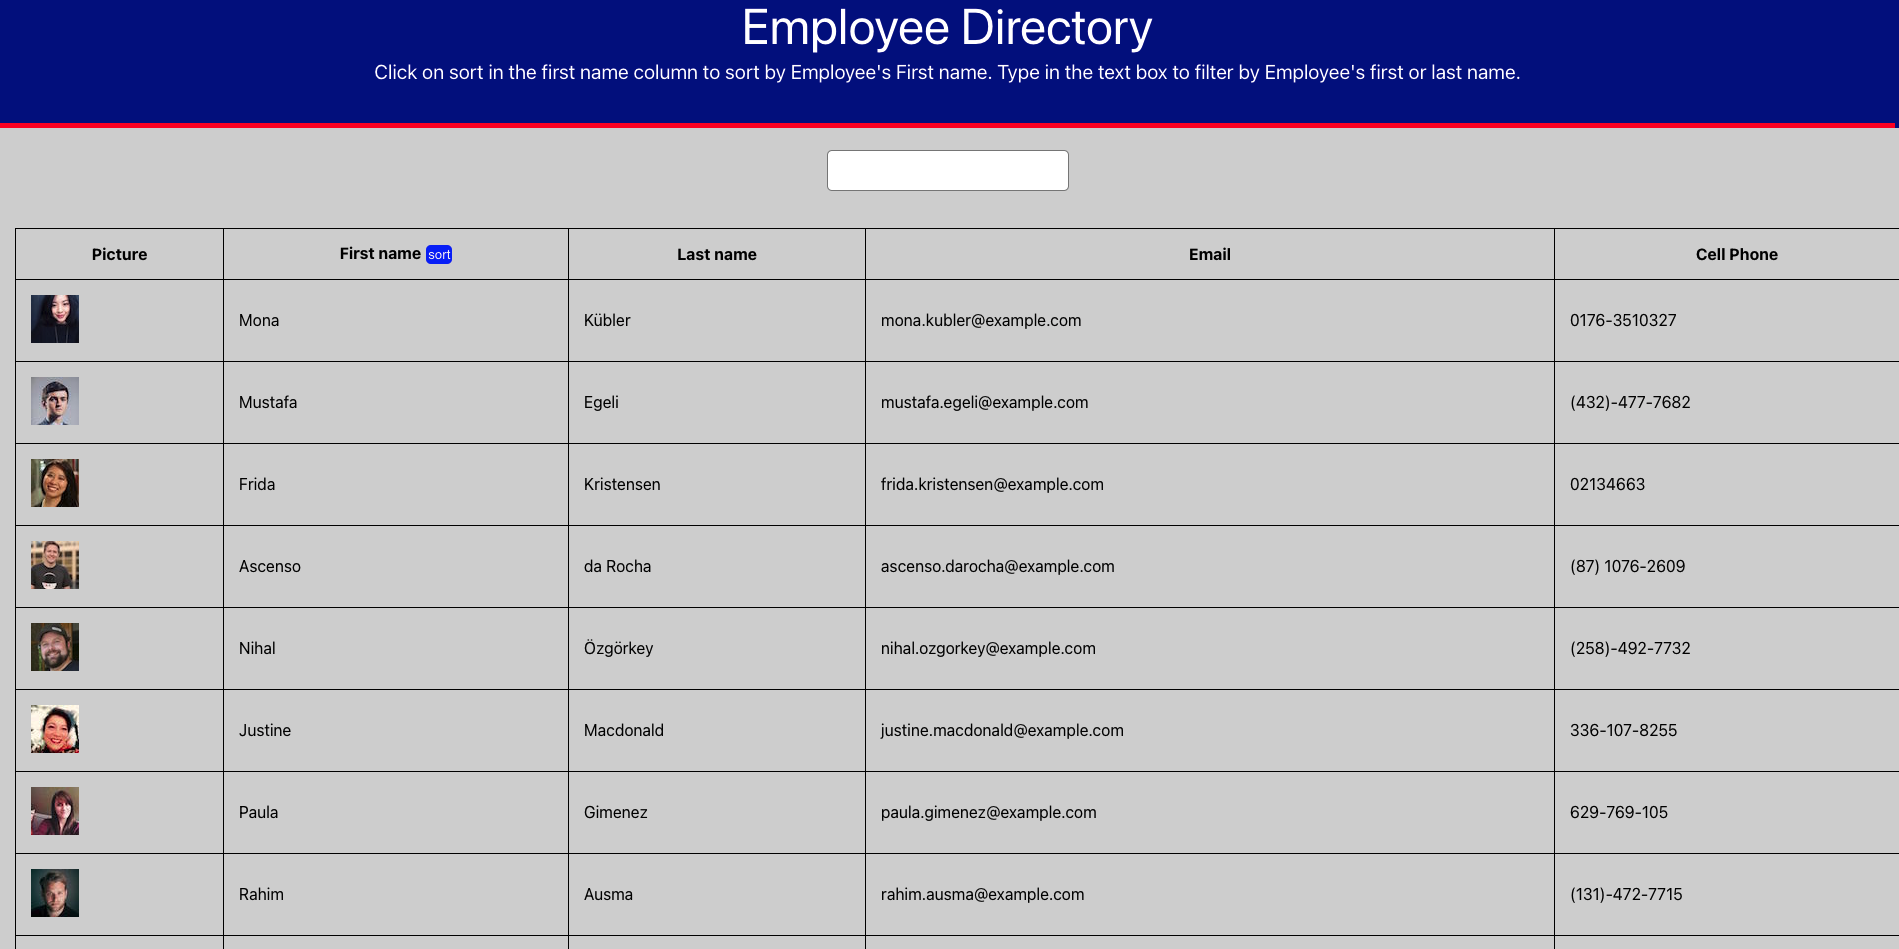 Employee Directory
Click on sort in the first name column to sort by Employee's First name. Type in the text box to filter by Employee's first or last name.
Picture First name sort Last name Email Cell Phone
Mona Kübler mona.kubler@example.com 0176-3510327
Mustafa Egeli mustafa.egeli@example.com (432)-477-7682
Frida Kristensen frida.kristensen@example.com 02134663
Ascenso da Rocha ascenso.darocha@example.com (87) 1076-2609
Nihal Özgörkey nihal.ozgorkey@example.com (258)-492-7732
Justine Macdonald justine.macdonald@example.com 336-107-8255
Paula Gimenez paula.gimenez@example.com 629-769-105
Rahim Ausma rahim.ausma@example.com (131)-472-7715